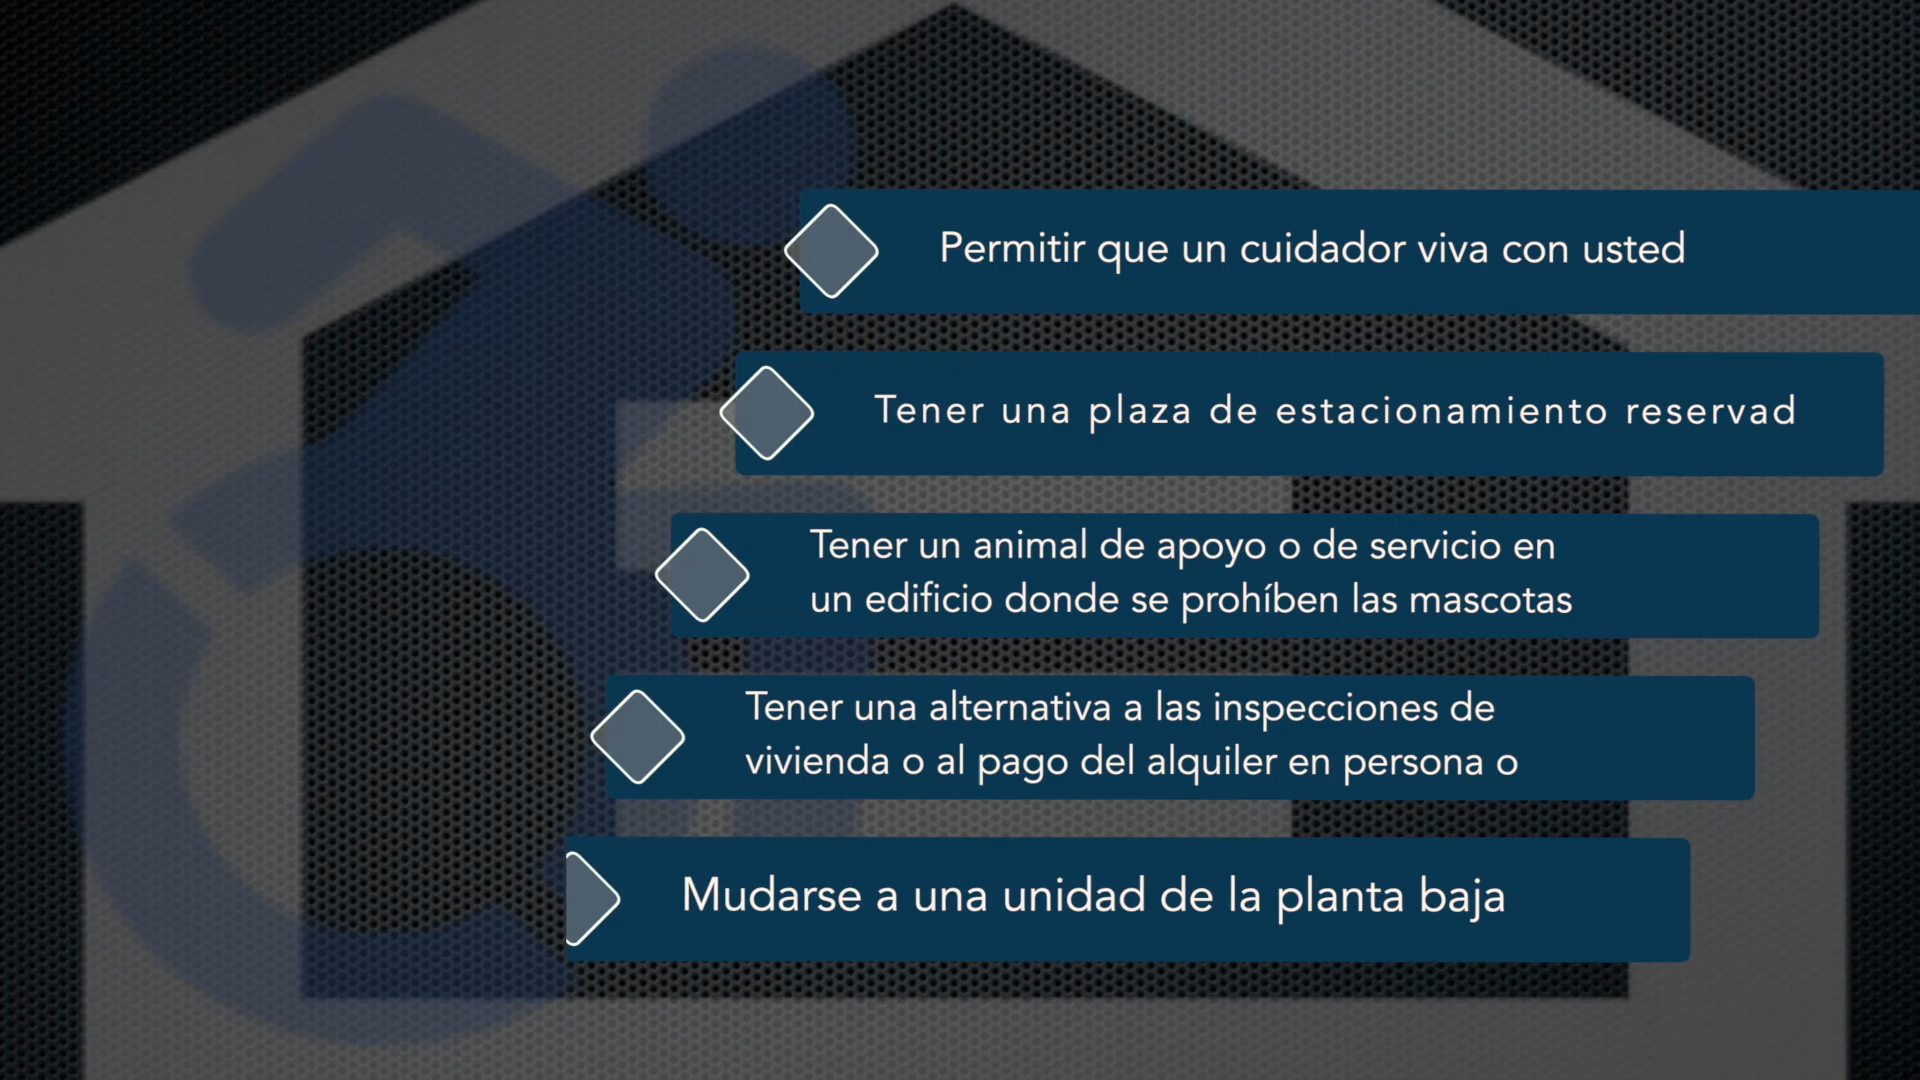 Permitir que un cuidador viva con usted
Tener una plaza de estacionamiento reservad
Tener un animal de apoyo o de servicio en
un edificio donde se prohíben las mascotas
Tener una alternativa a las inspecciones de
vivienda o al pago del alquiler en persona o
Mudarse a una unidad de la planta baja